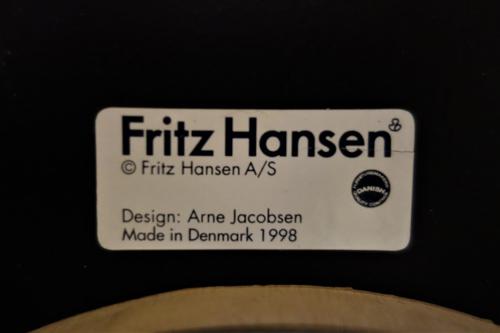 Fritz Hansen
© Fritz Hansen A/S
DANISH
Design: Arne Jacobsen
Made in Denmark 1998